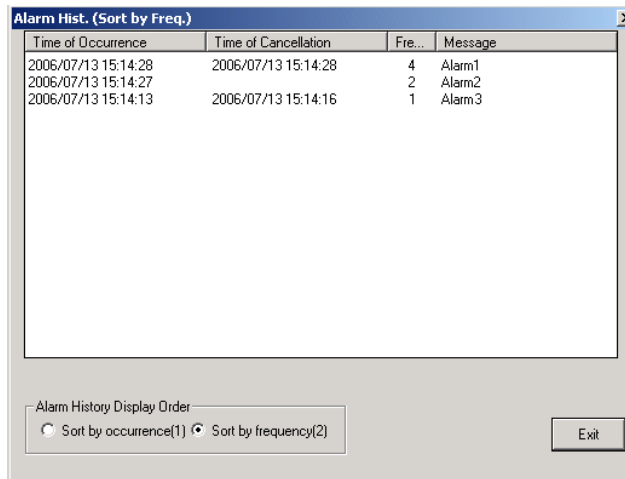 Alarm Hist. (Sort by Freq.)
Time of Occurrence Time of Cancellation Fre... Message
2006/07/13 15:14:28 2006/07/13 15:14:28 4 Alarm1
2006/07/13 15:14:27 2 Alarm2
2006/07/13 15:14:13 2006/07/13 15:14:16 1 Alarm3
Alarm History Display Order
Sort by occurrence(1) Sort by frequency(2)
Exit